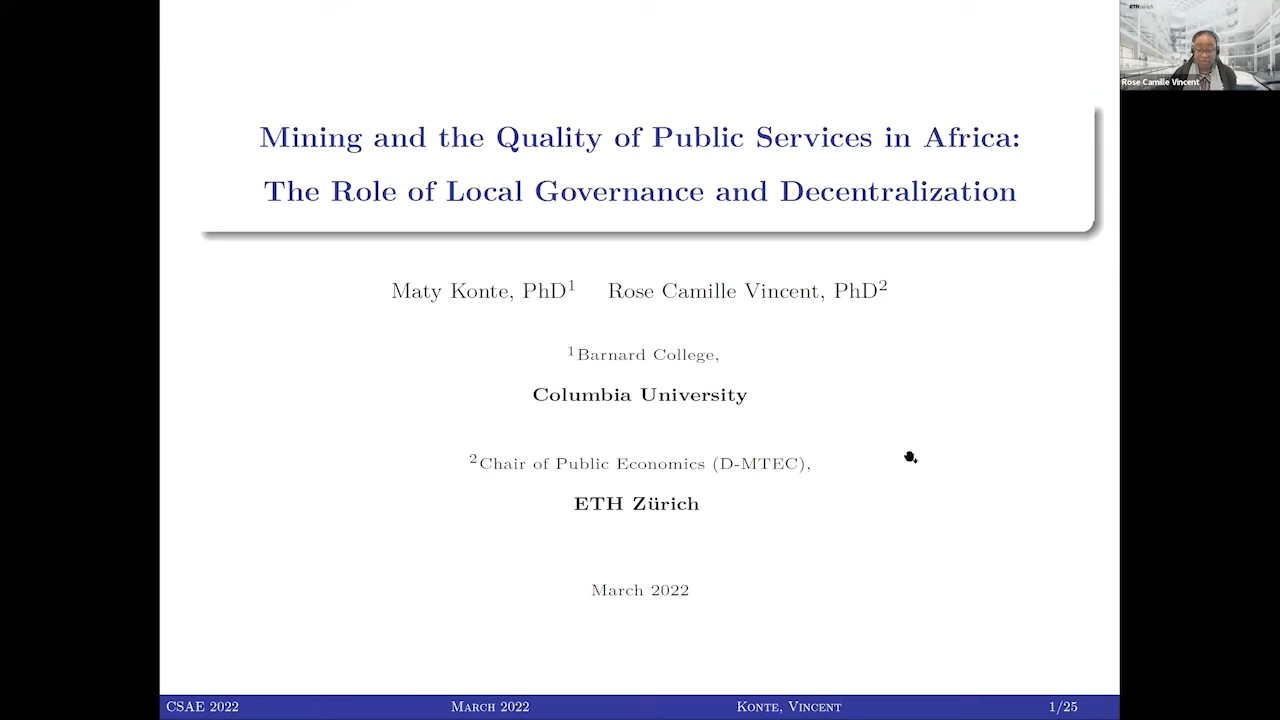 Mining and the Quality of Public Services in Africa:
The Role of Local Governance and Decentralization
Maty Konte, PhD1 Rose Camille Vincent, PhD2
1Barnard College,
Columbia University
2Chair of Public Economics (D-MTEC),
ETH Zürich
March 2022
CSAE 2022 March 2022 Konte, Vincent 1/25
ETH zürich
Rose Camille Vincent